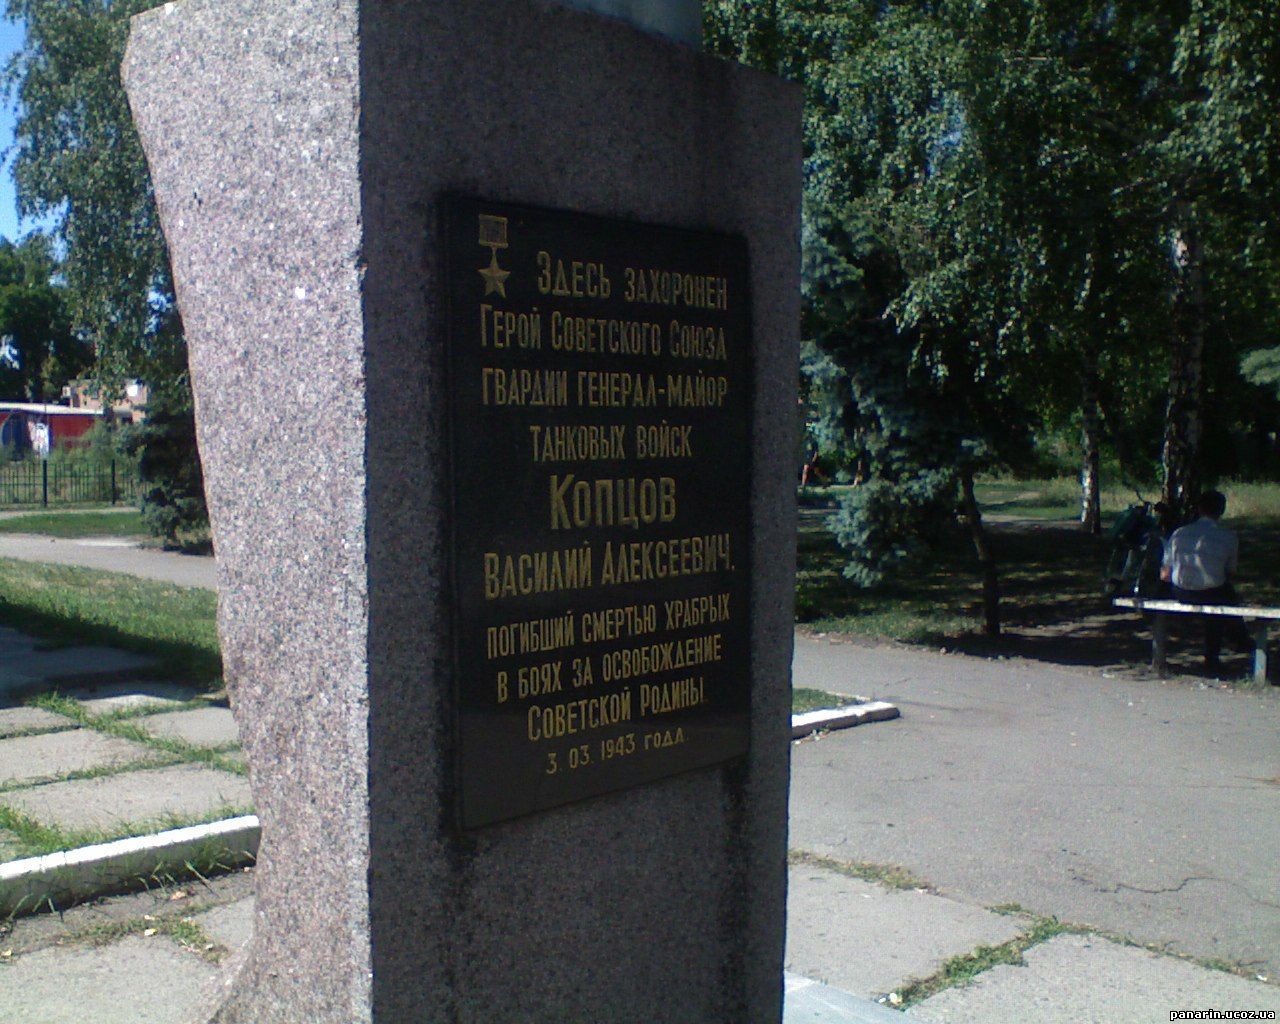 Здесь захоронен
Герой Советского Союза
гвардии генерал-майор
танковых войск
Копцов
Василий Алексеевич,
погибший смертью храбрых
в боях за освобождение
Советской Родины
3.03.1943 года.
panarin.ucoz.ua